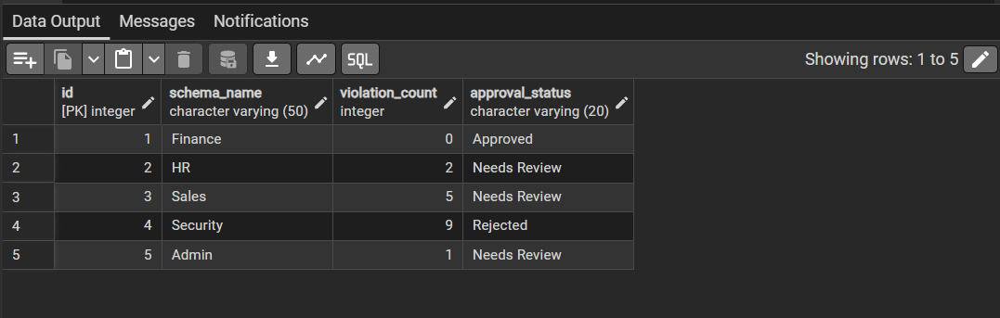 Data Output Messages Notifications
SQL Showing rows: 1 to 5
id schema_name violation_count approval_status
[PK] integer character varying (50) integer character varying (20)
1 1 Finance 0 Approved
2 2 HR 2 Needs Review
3 3 Sales 5 Needs Review
4 4 Security 9 Rejected
5 5 Admin 1 Needs Review